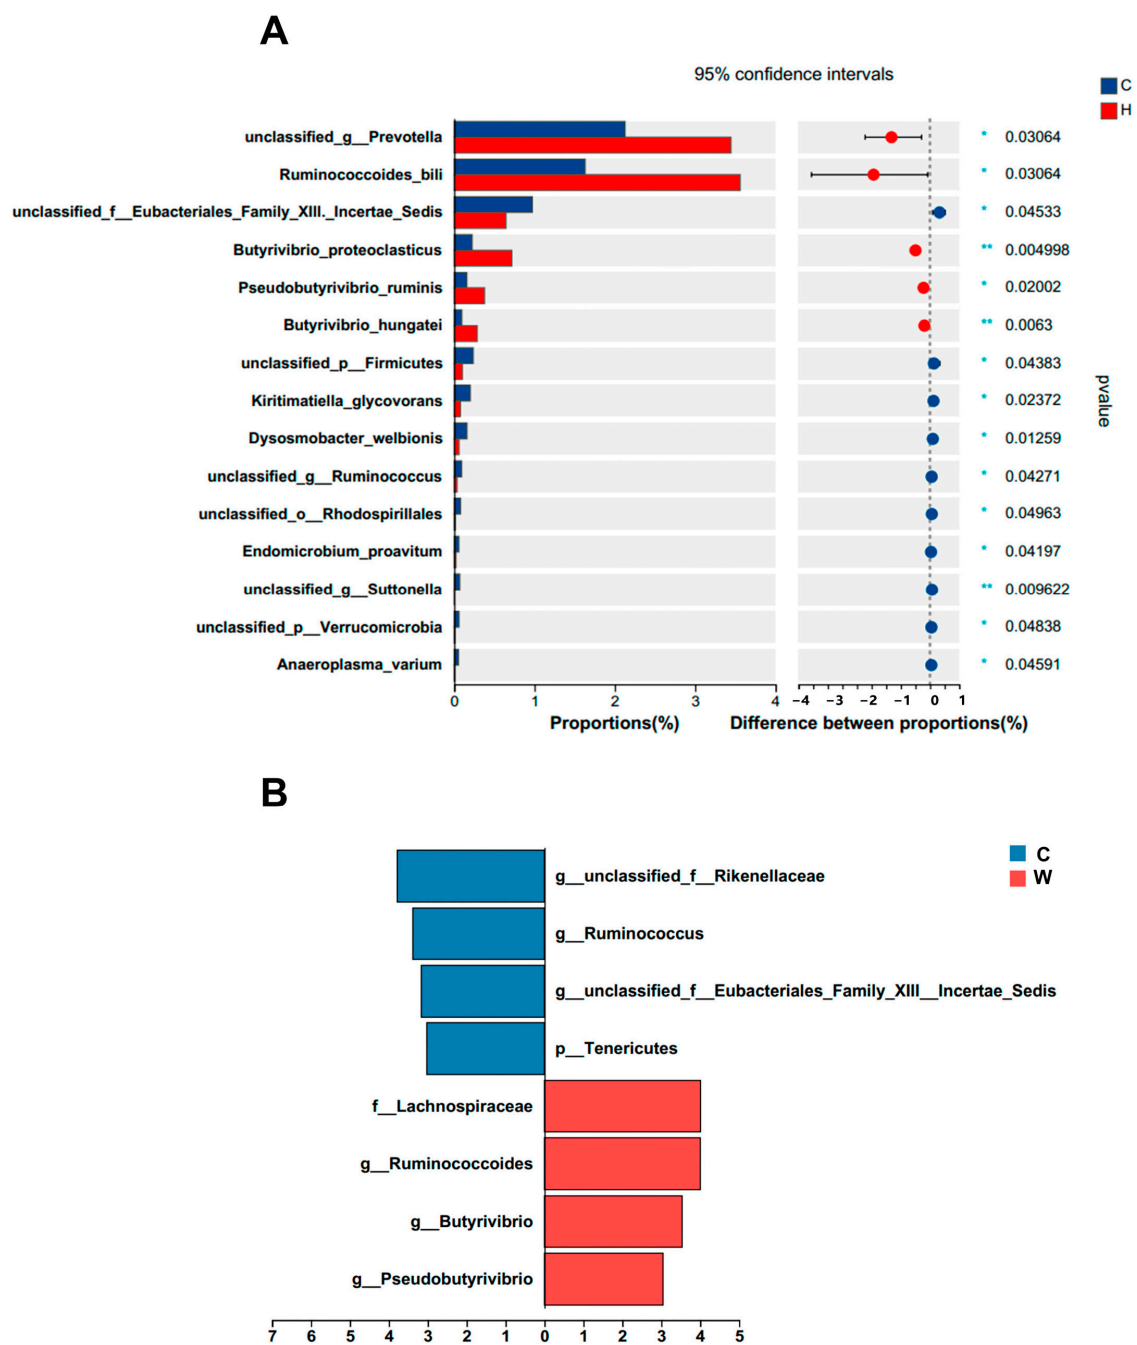 A
95% confidence intervals
C
H
unclassified_g__Prevotella * 0.03064
Ruminococcoides_bili * 0.03064
unclassified_f__Eubacteriales_Family_XIII._Incertae_Sedis * 0.04533
Butyrivibrio_proteoclasticus ** 0.004998
Pseudobutyrivibrio_ruminis * 0.02002
Butyrivibrio_hungatei ** 0.0063
unclassified_p__Firmicutes * 0.04383
Kiritimatiella_glycovorans * 0.02372
Dysosmobacter_welbionis * 0.01259
unclassified_g__Ruminococcus * 0.04271
unclassified_o__Rhodospirillales * 0.04963
Endomicrobium_proavitum * 0.04197
unclassified_g__Suttonella ** 0.009622
unclassified_p__Verrucomicrobia * 0.04838
Anaeroplasma_varium * 0.04591
pvalue
0 1 2 3 4 −4 −3 −2 −1 0 1
Proportions(%) Difference between proportions(%)
B
C
W
g__unclassified_f__Rikenellaceae
g__Ruminococcus
g__unclassified_f__Eubacteriales_Family_XIII__Incertae_Sedis
p__Tenericutes
f__Lachnospiraceae
g__Ruminococcoides
g__Butyrivibrio
g__Pseudobutyrivibrio
7 6 5 4 3 2 1 0 1 2 3 4 5